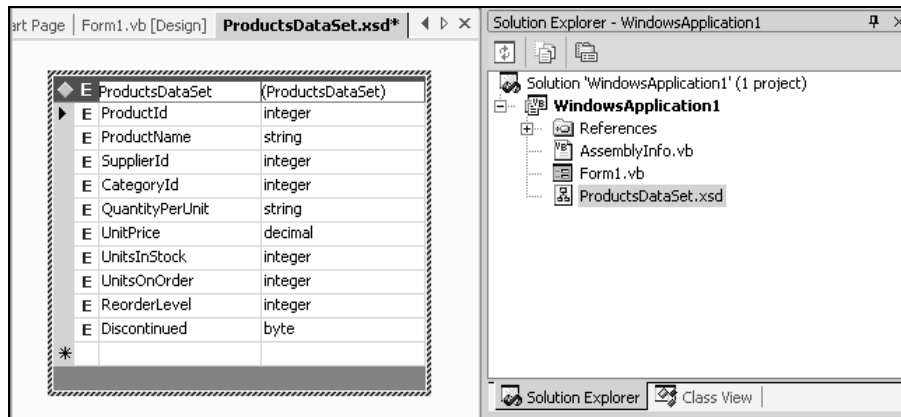 art Page Form1.vb [Design] ProductsDataSet.xsd*
E ProductsDataSet (ProductsDataSet)
E ProductId integer
E ProductName string
E SupplierId integer
E CategoryId integer
E QuantityPerUnit string
E UnitPrice decimal
E UnitsInStock integer
E UnitsOnOrder integer
E ReorderLevel integer
E Discontinued byte
Solution Explorer - WindowsApplication1
Solution 'WindowsApplication1' (1 project)
WindowsApplication1
References
AssemblyInfo.vb
Form1.vb
ProductsDataSet.xsd
Solution Explorer Class View